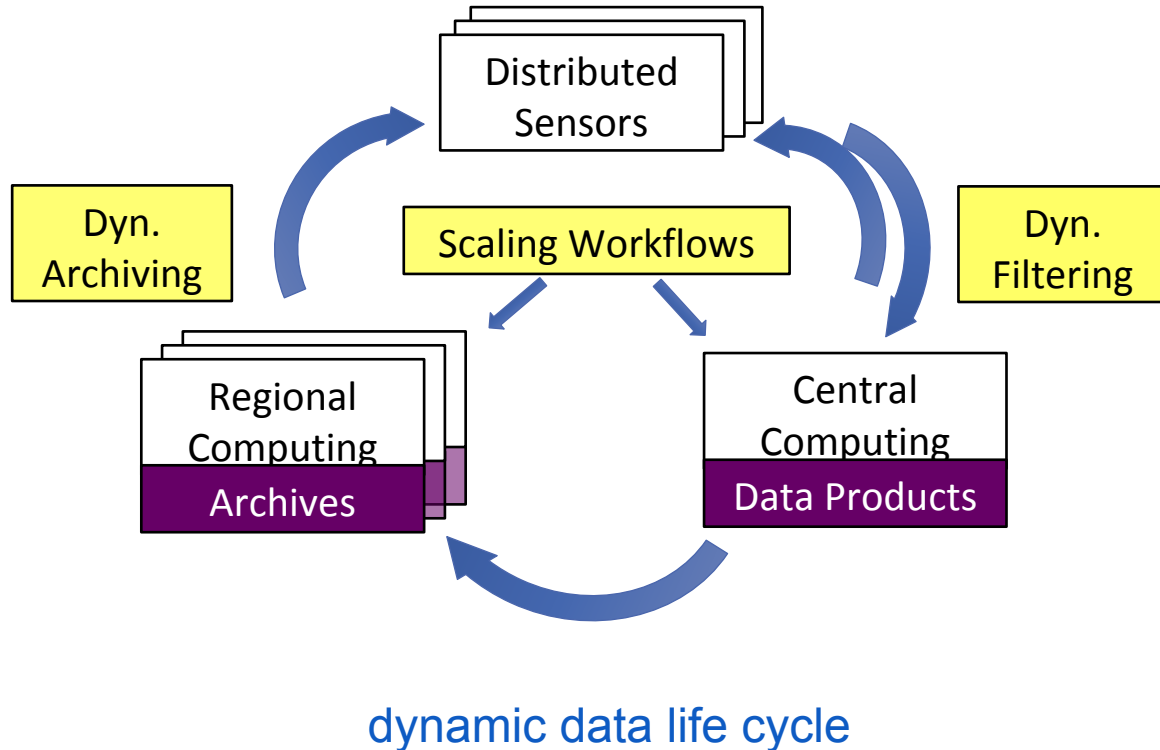 Distributed
Sensors
Dyn.
Archiving
Scaling Workflows
Dyn.
Filtering
Regional
Computing
Archives
Central
Computing
Data Products
dynamic data life cycle